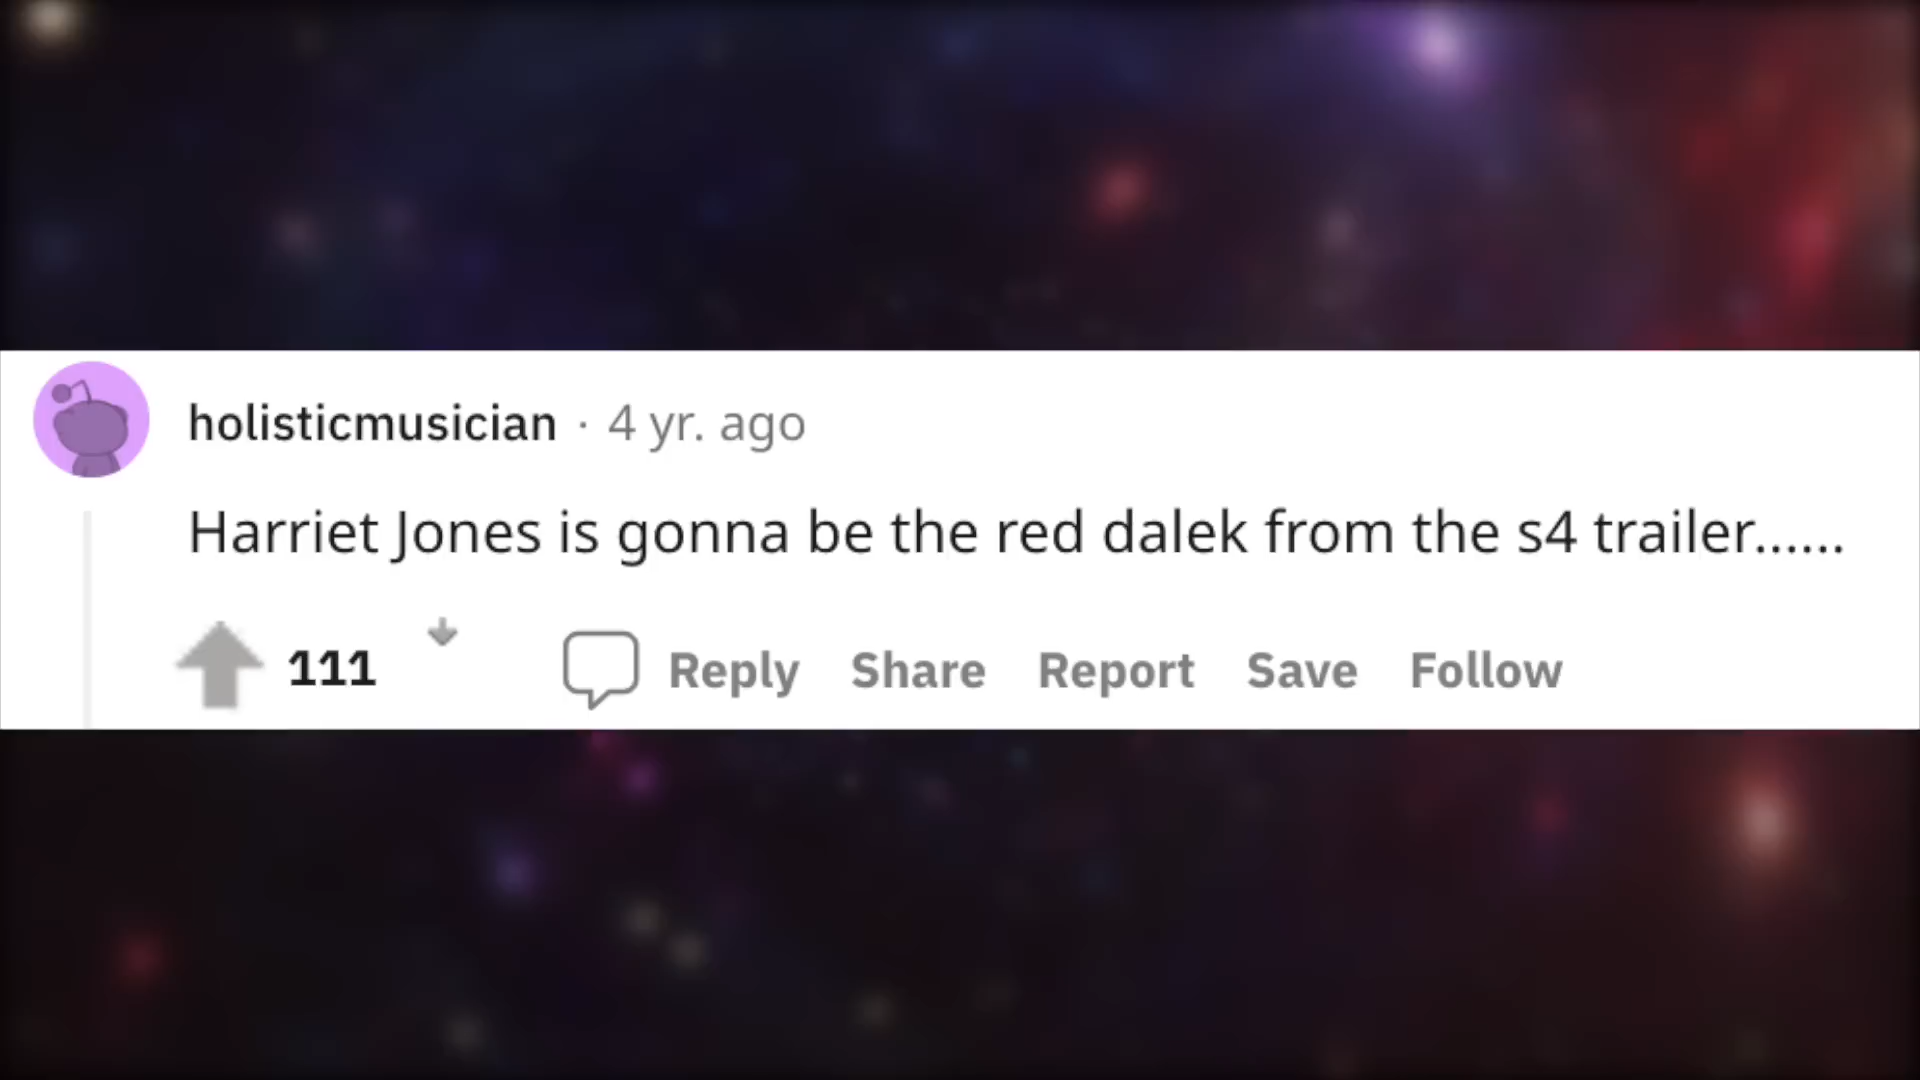 holisticmusician · 4 yr. ago
Harriet Jones is gonna be the red dalek from the s4 trailer......
111 Reply Share Report Save Follow